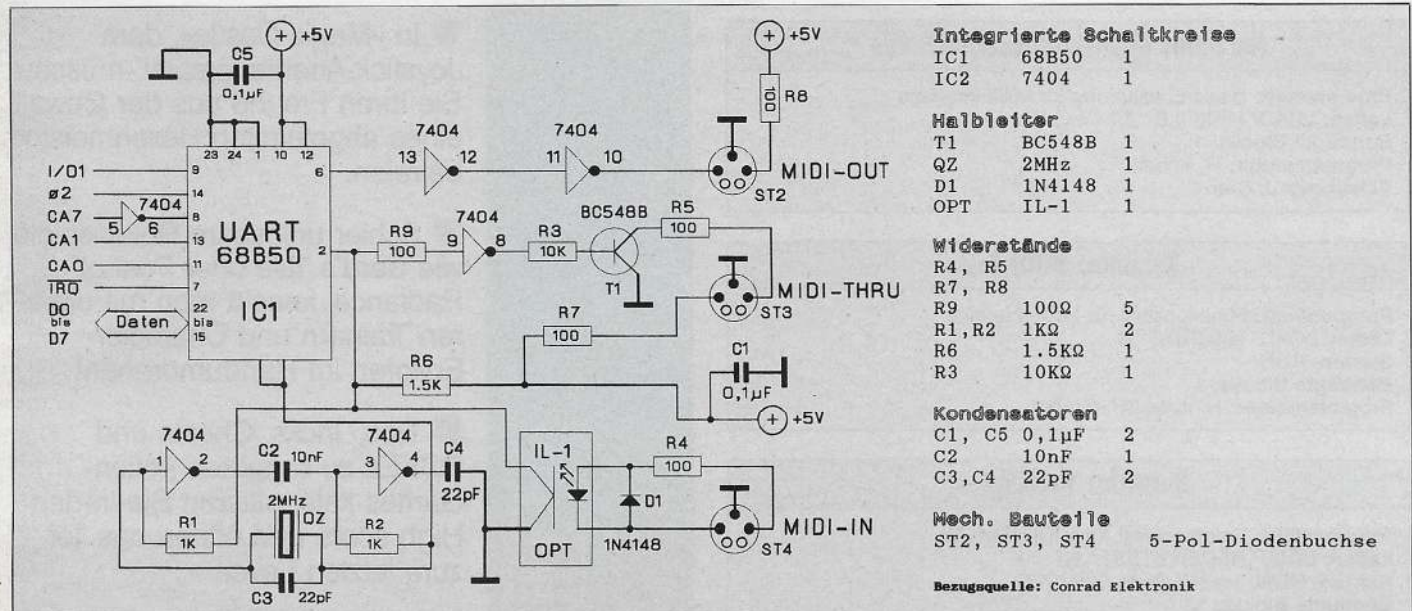 +5V
C5
0,1µF
23 24 1 10 12
I/O1 9
ø2 14
CA7 5 7404 6 8
CA1 13
CA0 11
IRQ 7
D0 22
bis Daten bis
D7 15
UART
68B50
IC1
6
2
7404
13 12
7404
11 10
+5V
100
R8
MIDI-OUT
ST2
R9
100
7404
9 8
R3
10K
BC548B
T1
R5
100
MIDI-THRU
ST3
R7
100
R6
1.5K
C1
0,1µF
+5V
7404
1 2
C2
10nF
7404
3 4
C4
22pF
2MHz
QZ
R1
1K
R2
1K
C3
22pF
IL-1
OPT
D1
1N4148
R4
100
MIDI-IN
ST4
Integrierte Schaltkreise
IC1 68B50 1
IC2 7404 1
Halbleiter
T1 BC548B 1
QZ 2MHz 1
D1 1N4148 1
OPT IL-1 1
Widerstände
R4, R5
R7, R8
R9 100Ω 5
R1,R2 1KΩ 2
R6 1.5KΩ 1
R3 10KΩ 1
Kondensatoren
C1, C5 0,1µF 2
C2 10nF 1
C3,C4 22pF 2
Mech. Bauteile
ST2, ST3, ST4 5-Pol-Diodenbuchse
Bezugsquelle: Conrad Elektronik